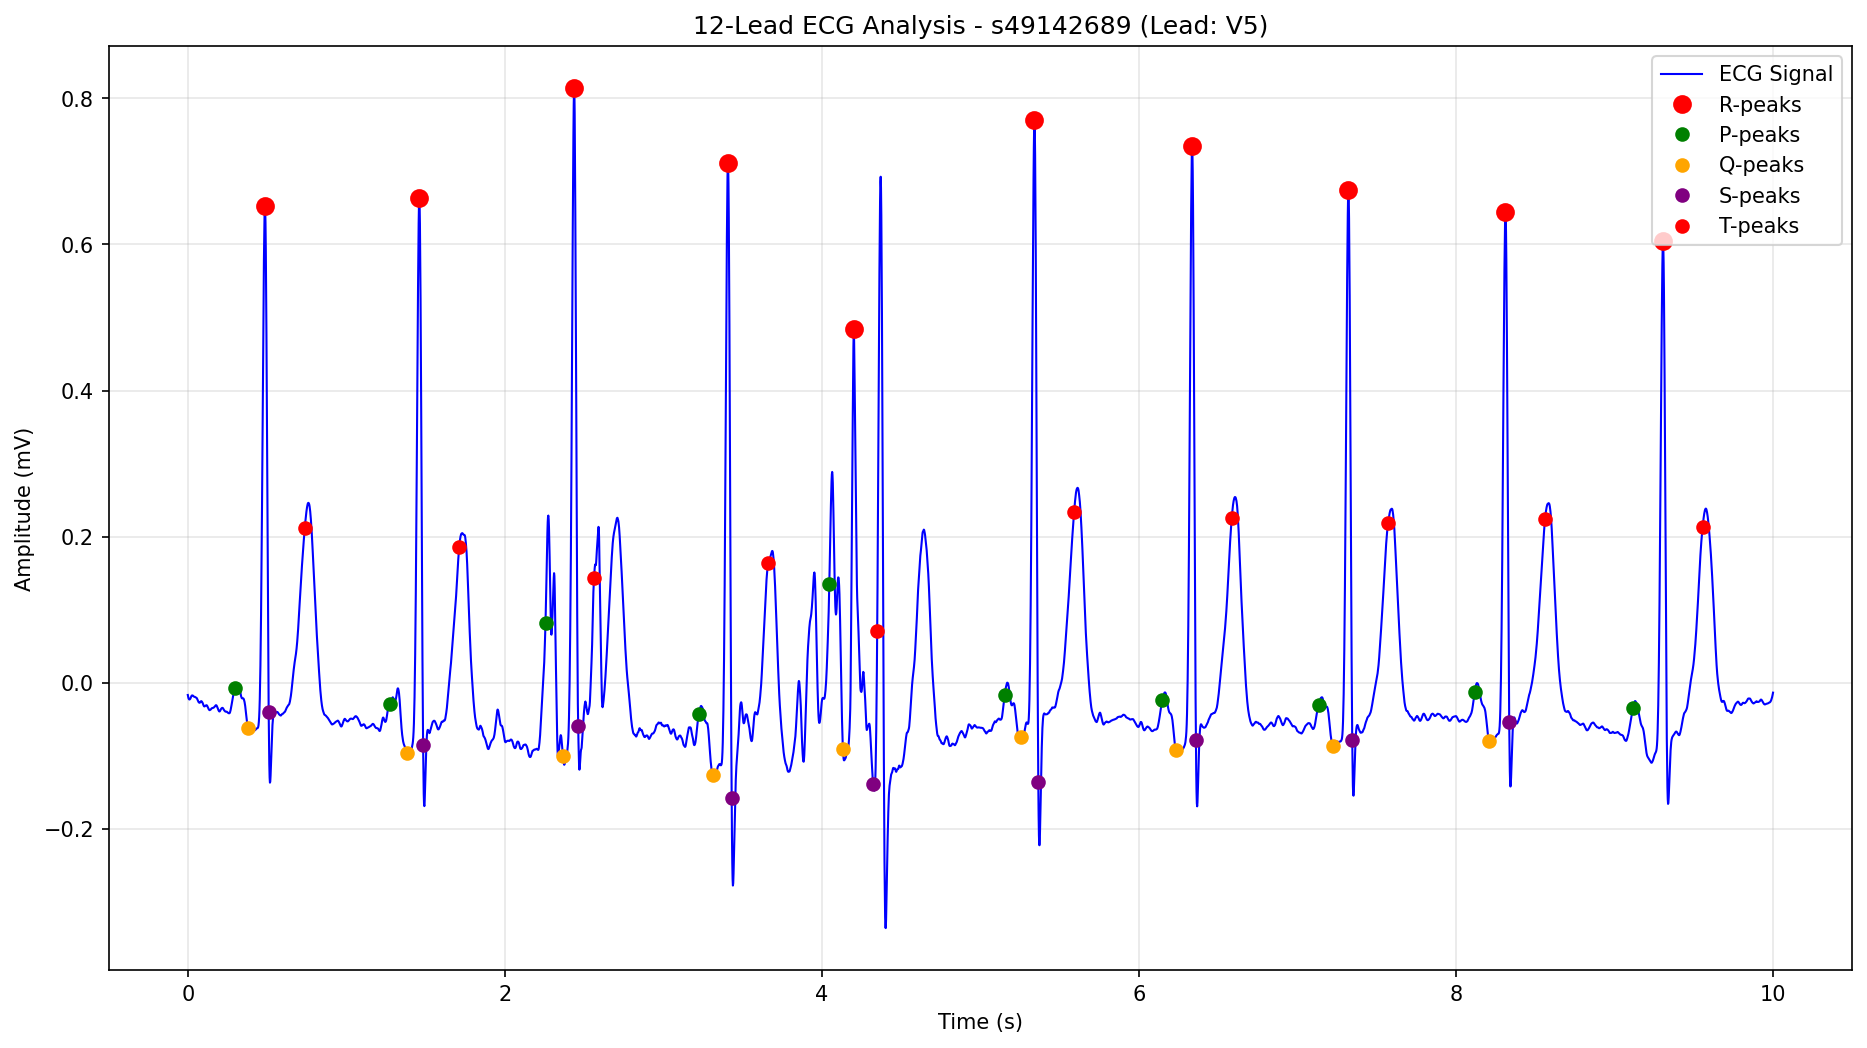 12-Lead ECG Analysis - s49142689 (Lead: V5)
ECG Signal
R-peaks
P-peaks
Q-peaks
S-peaks
T-peaks
Amplitude (mV)
0.8
0.6
0.4
0.2
0.0
−0.2
0 2 4 6 8 10
Time (s)